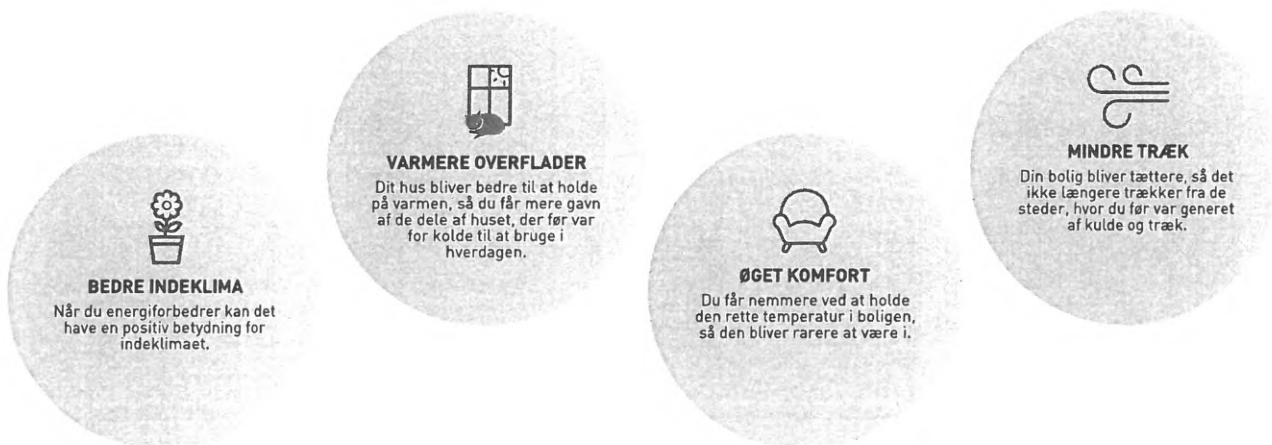 BEDRE INDEKLIMA
Når du energiforbedrer kan det
have en positiv betydning for
indeklimaet.
VARMERE OVERFLADER
Dit hus bliver bedre til at holde
på varmen, så du får mere gavn
af de dele af huset, der før var
for kolde til at bruge i
hverdagen.
ØGET KOMFORT
Du får nemmere ved at holde
den rette temperatur i boligen,
så den bliver rarere at være i.
MINDRE TRÆK
Din bolig bliver tættere, så det
ikke længere trækker fra de
steder, hvor du før var generet
af kulde og træk.